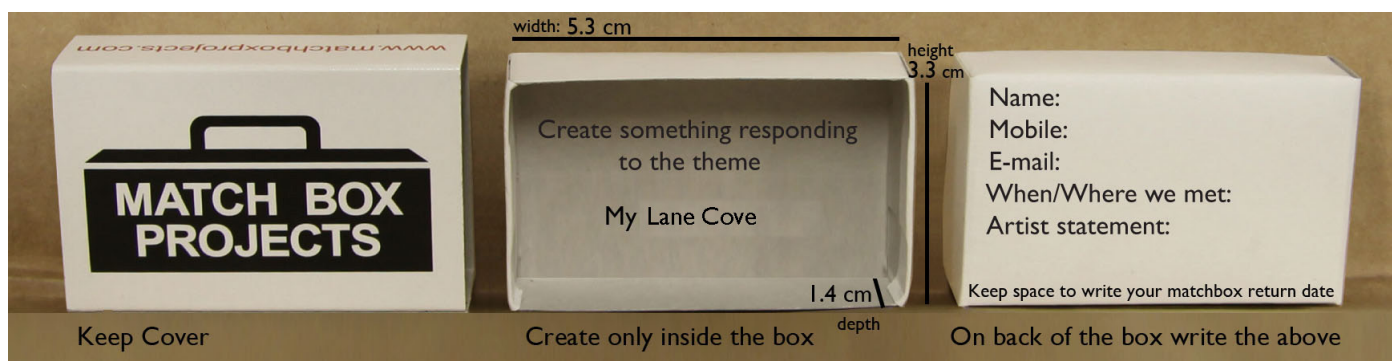 www.matchboxprojects.com
MATCH BOX
PROJECTS
Keep Cover
width: 5.3 cm
height
3.3 cm
Create something responding
to the theme
My Lane Cove
1.4 cm
depth
Create only inside the box
Name:
Mobile:
E-mail:
When/Where we met:
Artist statement:
Keep space to write your matchbox return date
On back of the box write the above